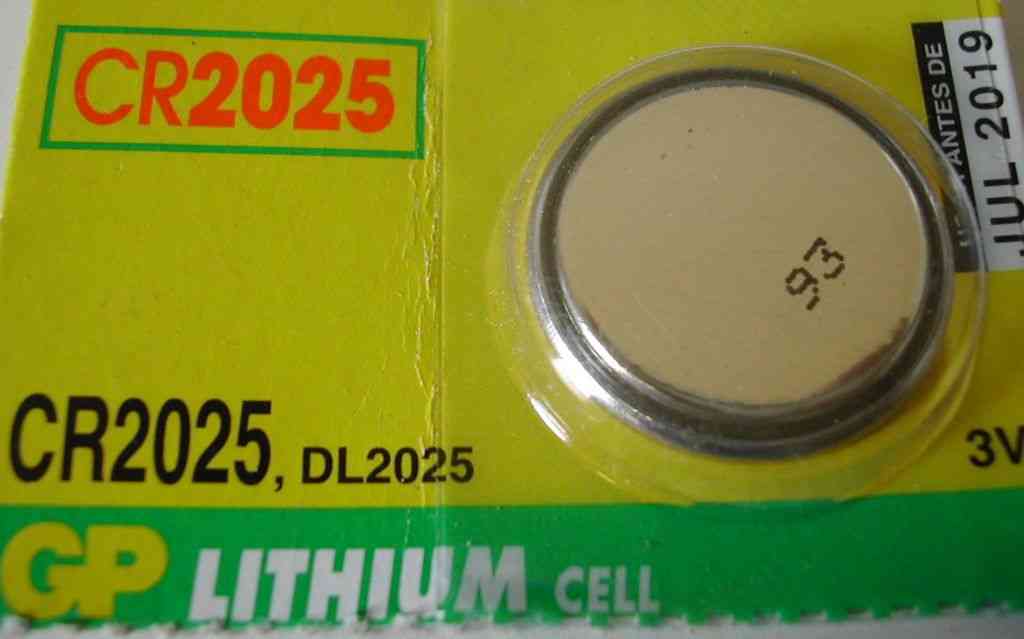 CR2025
ANTES DE
JUL 2019
93
CR2025, DL2025
3V
GP LITHIUM CELL